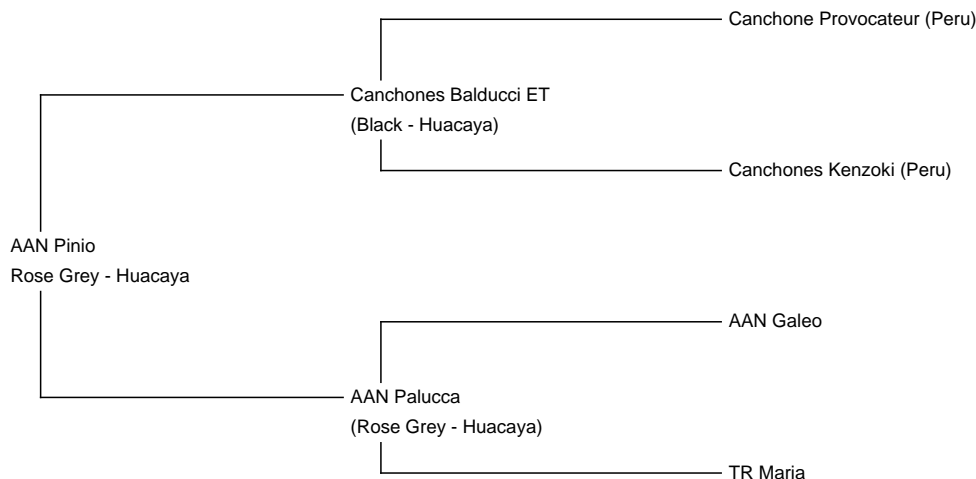 Canchone Provocateur (Peru)
Canchones Balducci ET
(Black - Huacaya)
Canchones Kenzoki (Peru)
AAN Pinio
Rose Grey - Huacaya
AAN Galeo
AAN Palucca
(Rose Grey - Huacaya)
TR Maria